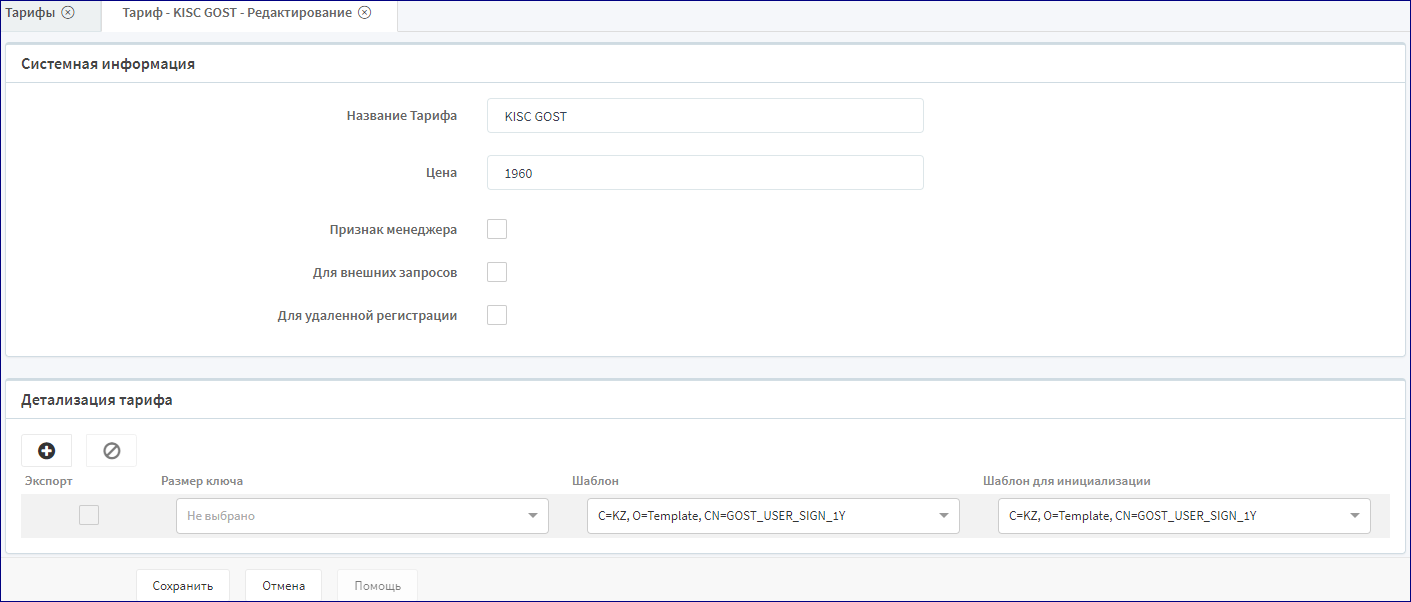 Тарифы
Тариф - KISC GOST - Редактирование
Системная информация
Название Тарифа
KISC GOST
Цена
1960
Признак менеджера
Для внешних запросов
Для удаленной регистрации
Детализация тарифа
Экспорт Размер ключа Шаблон Шаблон для инициализации
Не выбрано C=KZ, O=Template, CN=GOST_USER_SIGN_1Y C=KZ, O=Template, CN=GOST_USER_SIGN_1Y
Сохранить Отмена Помощь